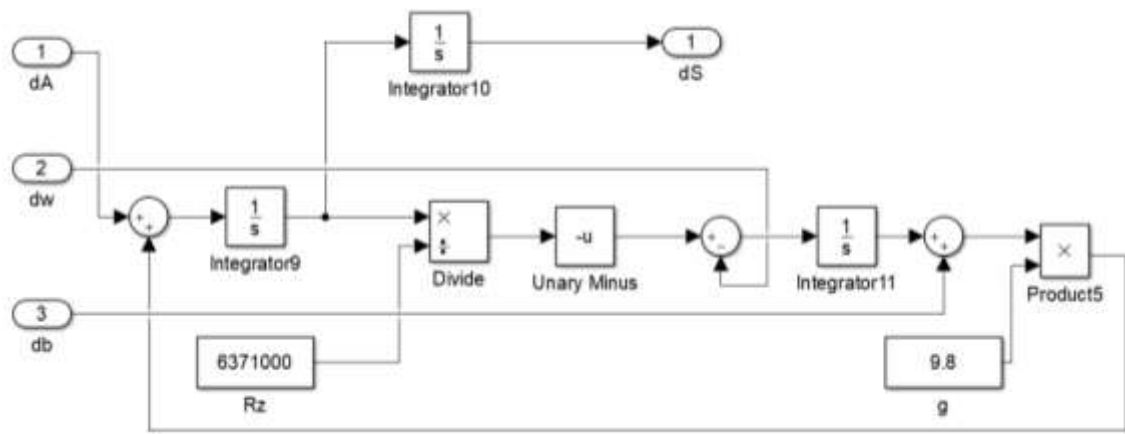 1
dA
1
s
Integrator10
1
dS
2
dw
+
+
1
s
Integrator9
×
÷
Divide
-u
Unary Minus
+
−
1
s
Integrator11
+
+
×
Product5
3
db
6371000
Rz
9.8
g